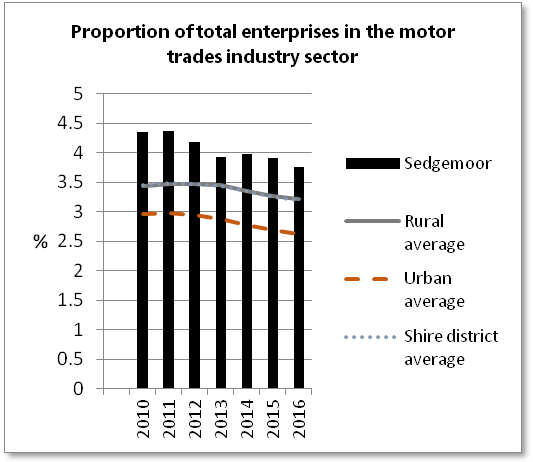 Proportion of total enterprises in the motor
trades industry sector
5
4.5
4
3.5
3
2.5
2
1.5
1
0.5
0
%
2010
2011
2012
2013
2014
2015
2016
Sedgemoor
Rural
average
Urban
average
Shire district
average